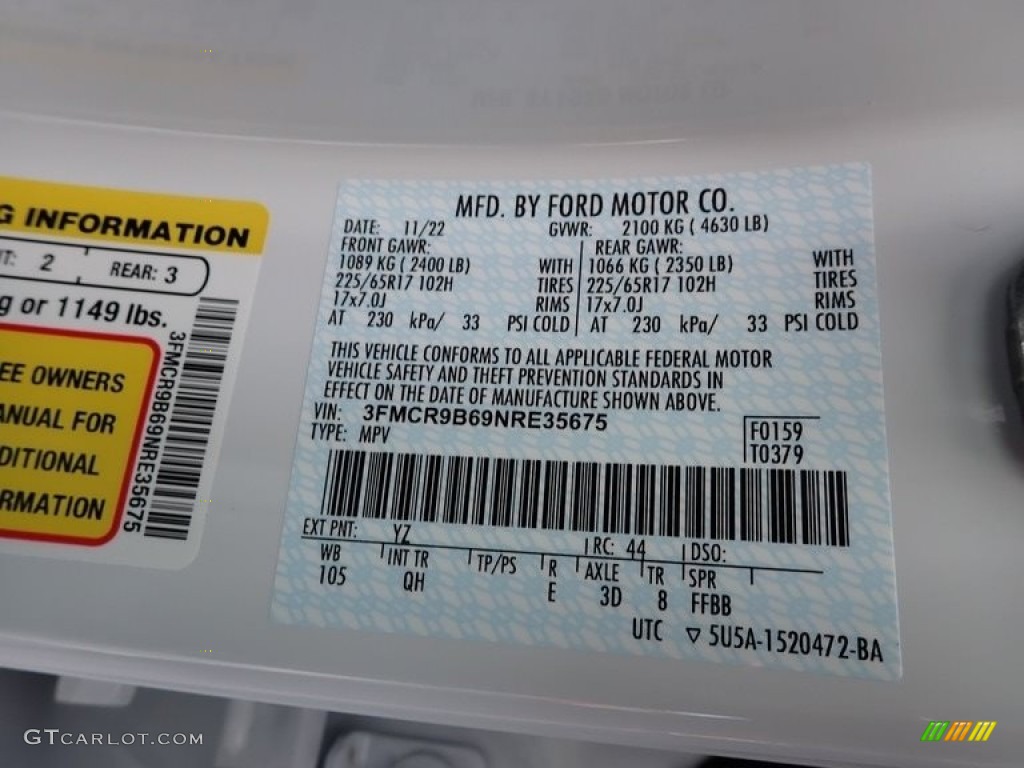 G INFORMATION
T: 2 REAR: 3
g or 1149 lbs.
EE OWNERS
ANUAL FOR
DITIONAL
RMATION
3FMCR9B69NRE35675
MFD. BY FORD MOTOR CO.
DATE: 11/22 GVWR: 2100 KG ( 4630 LB)
FRONT GAWR: REAR GAWR:
1089 KG ( 2400 LB) WITH 1066 KG ( 2350 LB) WITH
225/65R17 102H TIRES 225/65R17 102H TIRES
17x7.0J RIMS 17x7.0J RIMS
AT 230 kPa/ 33 PSI COLD AT 230 kPa/ 33 PSI COLD
THIS VEHICLE CONFORMS TO ALL APPLICABLE FEDERAL MOTOR
VEHICLE SAFETY AND THEFT PREVENTION STANDARDS IN
EFFECT ON THE DATE OF MANUFACTURE SHOWN ABOVE.
VIN: 3FMCR9B69NRE35675
TYPE: MPV
F0159
T0379
EXT PNT: YZ RC: 44 DSO:
WB INT TR TP/PS R AXLE TR SPR
105 QH E 3D 8 FFBB
UTC ▽ 5U5A-1520472-BA
GTCARLOT.COM